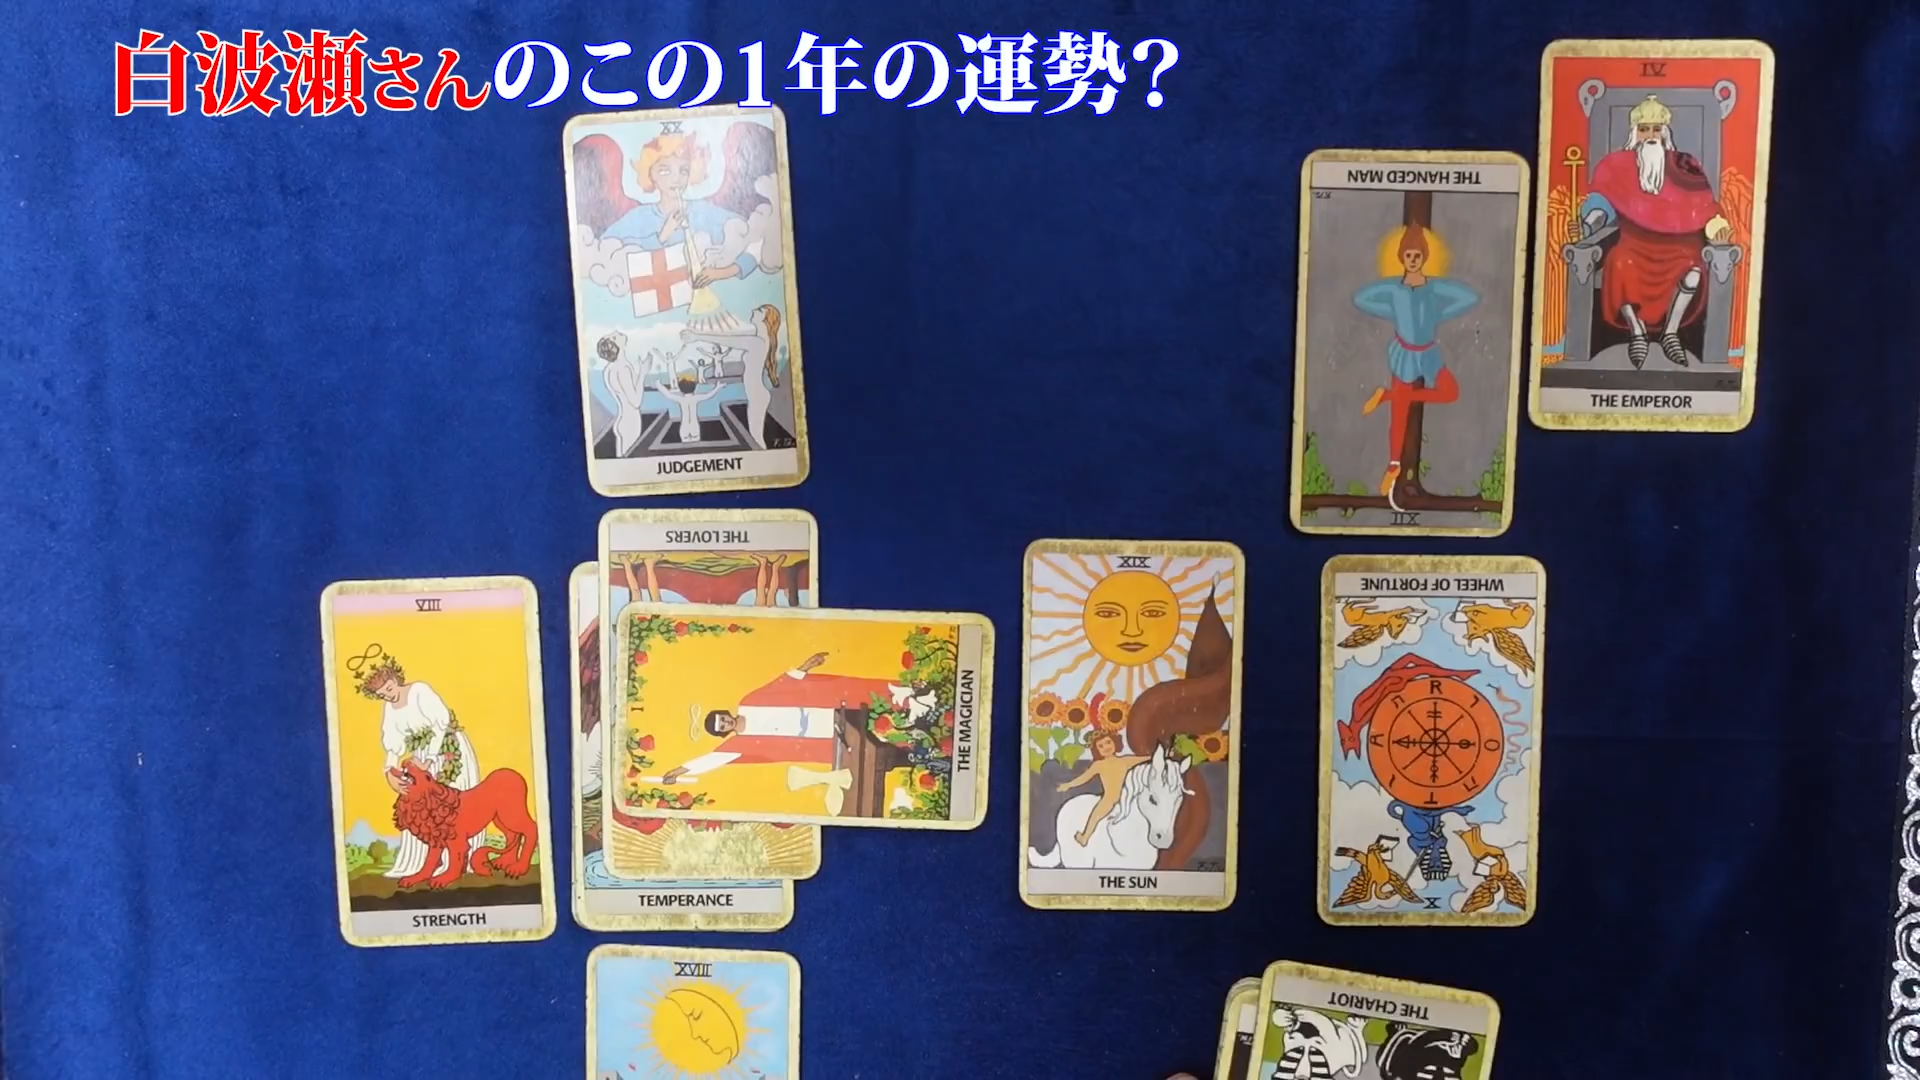 白波瀬さんのこの1年の運勢？
XX
JUDGEMENT
IV
THE EMPEROR
THE HANGED MAN
XII
THE LOVERS
VIII
STRENGTH
I
THE MAGICIAN
TEMPERANCE
XIX
THE SUN
WHEEL OF FORTUNE
X
XVIII
THE CHARIOT